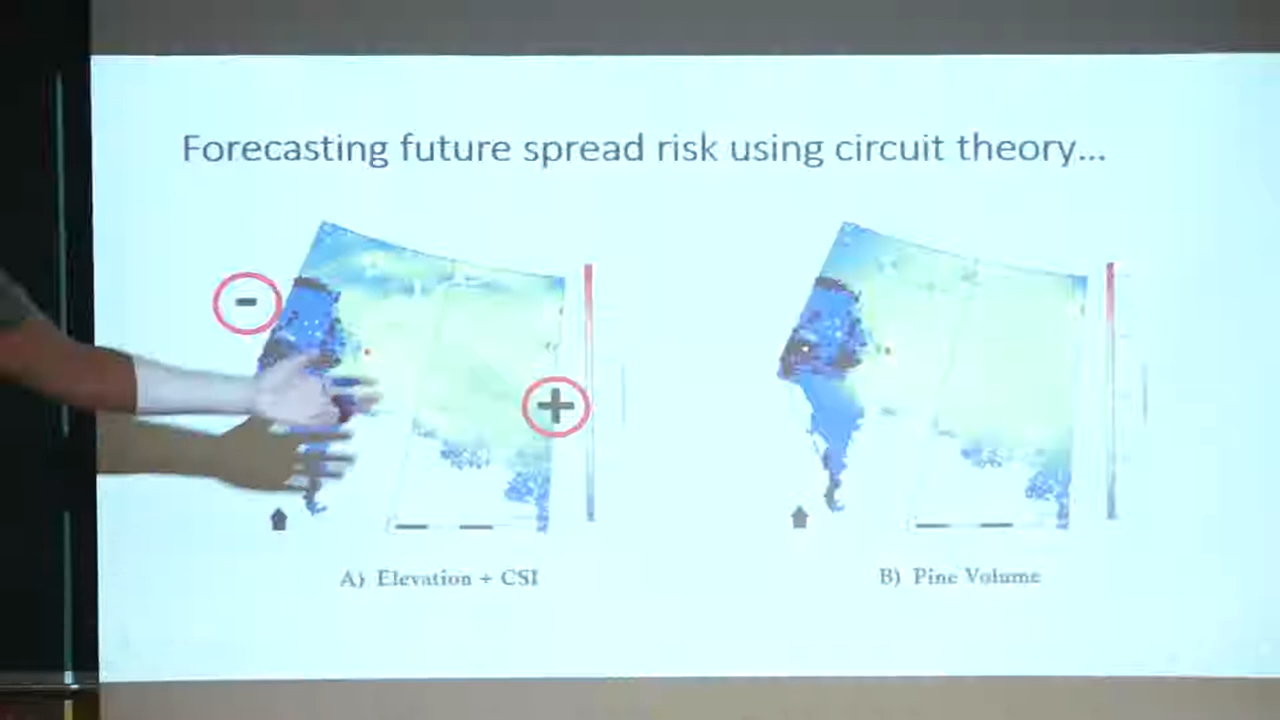 Forecasting future spread risk using circuit theory...
-
+
A) Elevation + CSI
B) Pine Volume